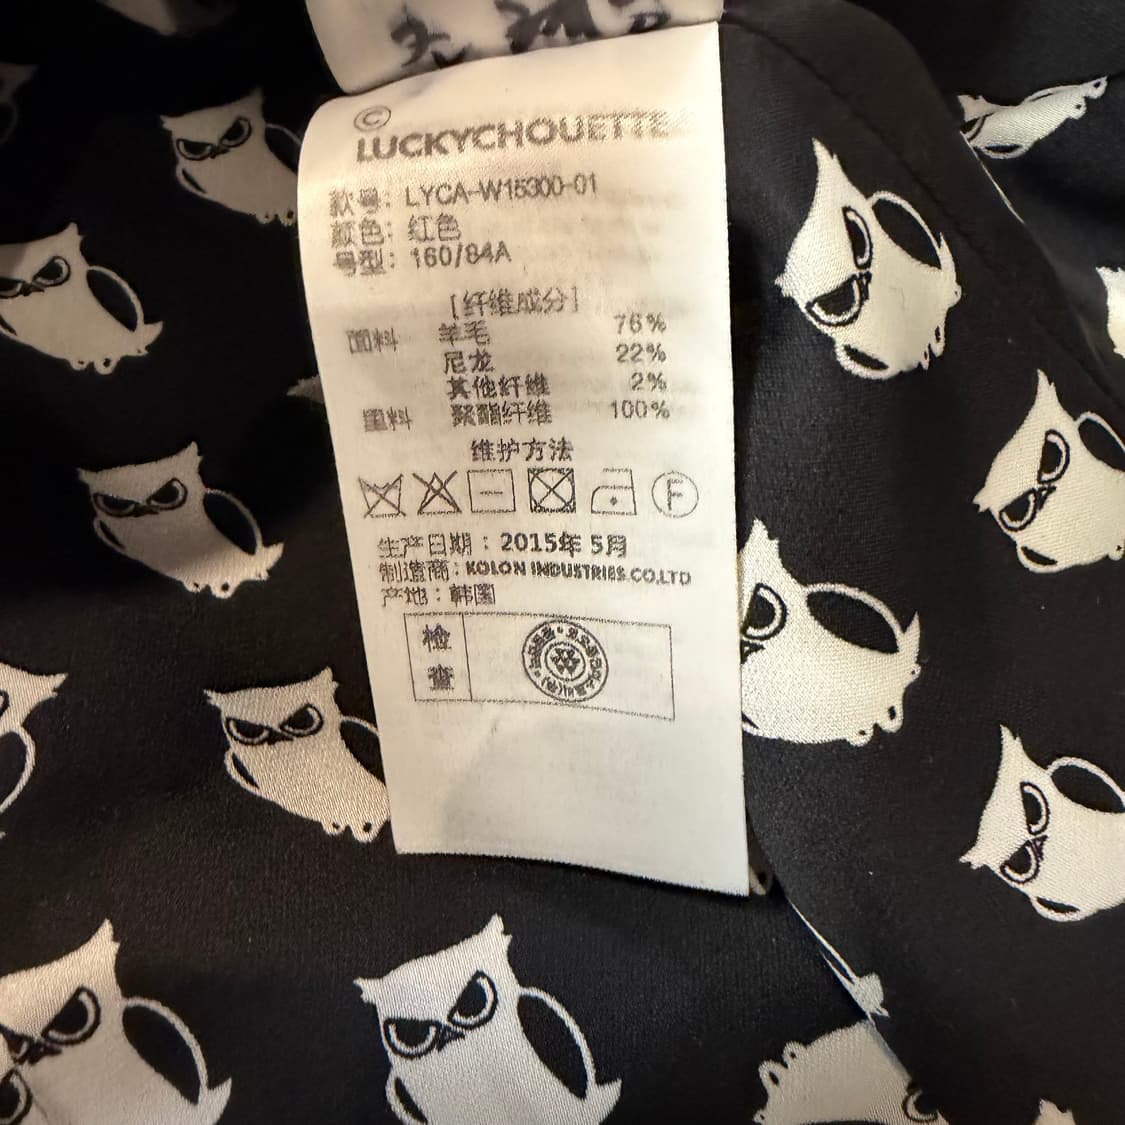 ©
LUCKYCHOUETTE
款号: LYCA-W15300-01
颜色: 红色
号型: 160/84A
[纤维成分]
面料 羊毛 76%
尼龙 22%
其他纤维 2%
里料 聚酯纤维 100%
维护方法
F
生产日期：2015年 5月
制造商：KOLON INDUSTRIES.CO.LTD
产地：韩国
检
查